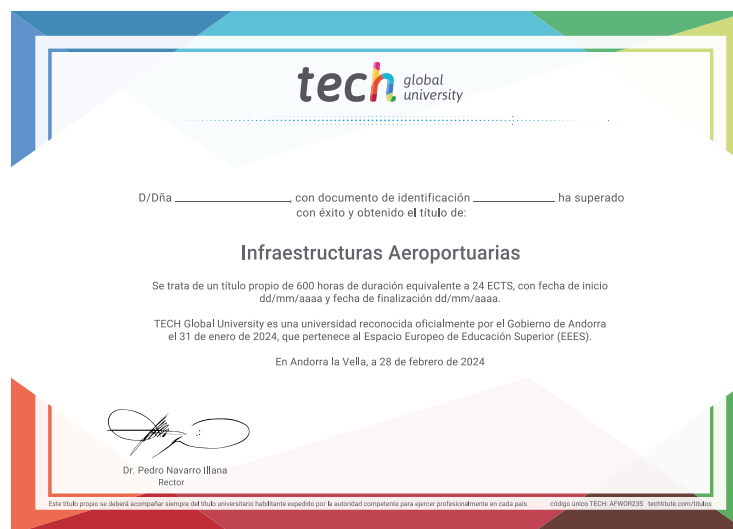 tech global university
D/Dña ____________________, con documento de identificación ______________ ha superado
con éxito y obtenido el título de:
Infraestructuras Aeroportuarias
Se trata de un título propio de 600 horas de duración equivalente a 24 ECTS, con fecha de inicio
dd/mm/aaaa y fecha de finalización dd/mm/aaaa.
TECH Global University es una universidad reconocida oficialmente por el Gobierno de Andorra
el 31 de enero de 2024, que pertenece al Espacio Europeo de Educación Superior (EEES).
En Andorra la Vella, a 28 de febrero de 2024
Dr. Pedro Navarro Illana
Rector
Este título propio se deberá acompañar siempre del título universitario habilitante expedido por la autoridad competente para ejercer profesionalmente en cada país. código único TECH: AFWOR23S techtitute.com/titulos